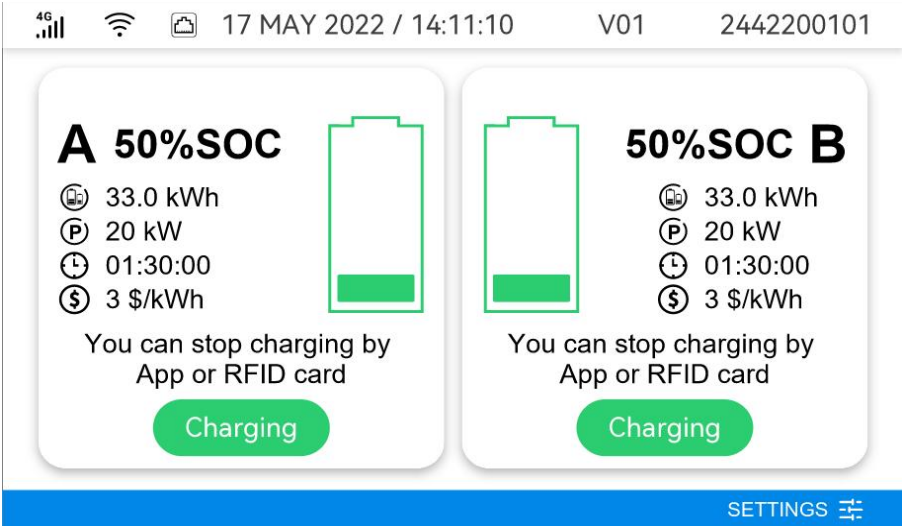 4G 17 MAY 2022 / 14:11:10 V01 2442200101
A 50%SOC
33.0 kWh
P 20 kW
01:30:00
$ 3 $/kWh
You can stop charging by
App or RFID card
Charging
50%SOC B
33.0 kWh
P 20 kW
01:30:00
$ 3 $/kWh
You can stop charging by
App or RFID card
Charging
SETTINGS